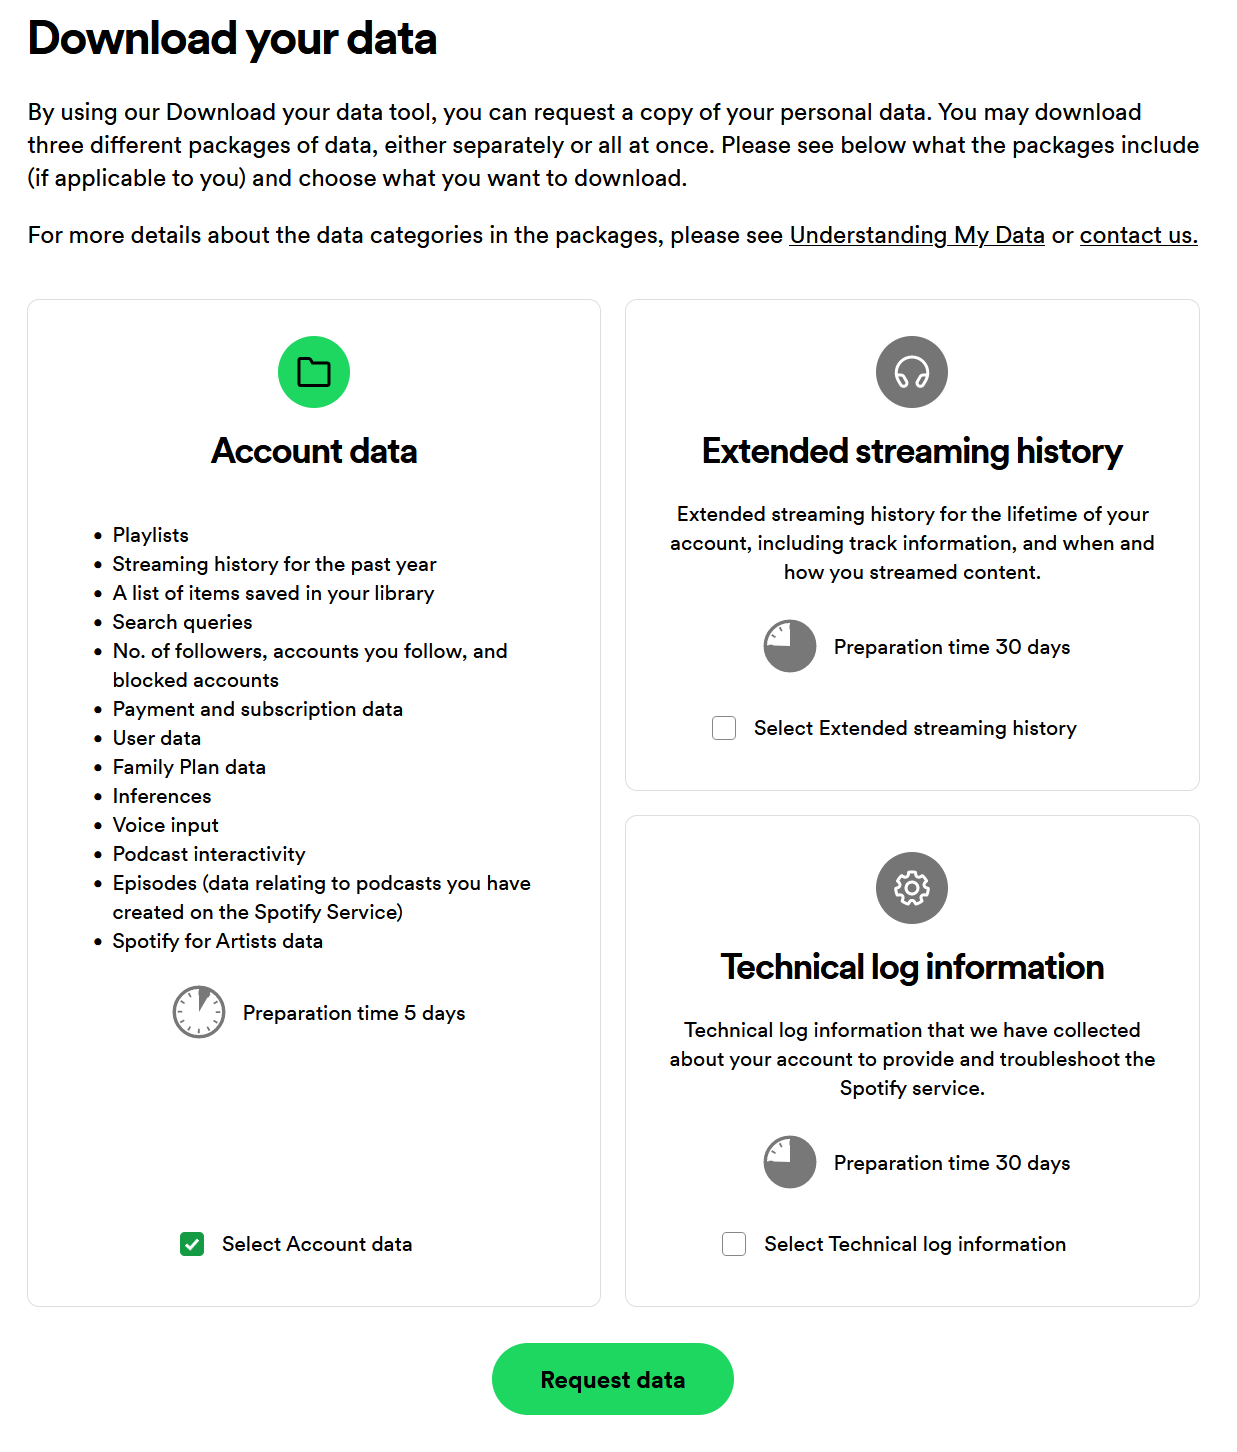 Download your data
By using our Download your data tool, you can request a copy of your personal data. You may download
three different packages of data, either separately or all at once. Please see below what the packages include
(if applicable to you) and choose what you want to download.
For more details about the data categories in the packages, please see Understanding My Data or contact us.
Account data
• Playlists
• Streaming history for the past year
• A list of items saved in your library
• Search queries
• No. of followers, accounts you follow, and
blocked accounts
• Payment and subscription data
• User data
• Family Plan data
• Inferences
• Voice input
• Podcast interactivity
• Episodes (data relating to podcasts you have
created on the Spotify Service)
• Spotify for Artists data
Preparation time 5 days
Select Account data
Extended streaming history
Extended streaming history for the lifetime of your
account, including track information, and when and
how you streamed content.
Preparation time 30 days
Select Extended streaming history
Technical log information
Technical log information that we have collected
about your account to provide and troubleshoot the
Spotify service.
Preparation time 30 days
Select Technical log information
Request data